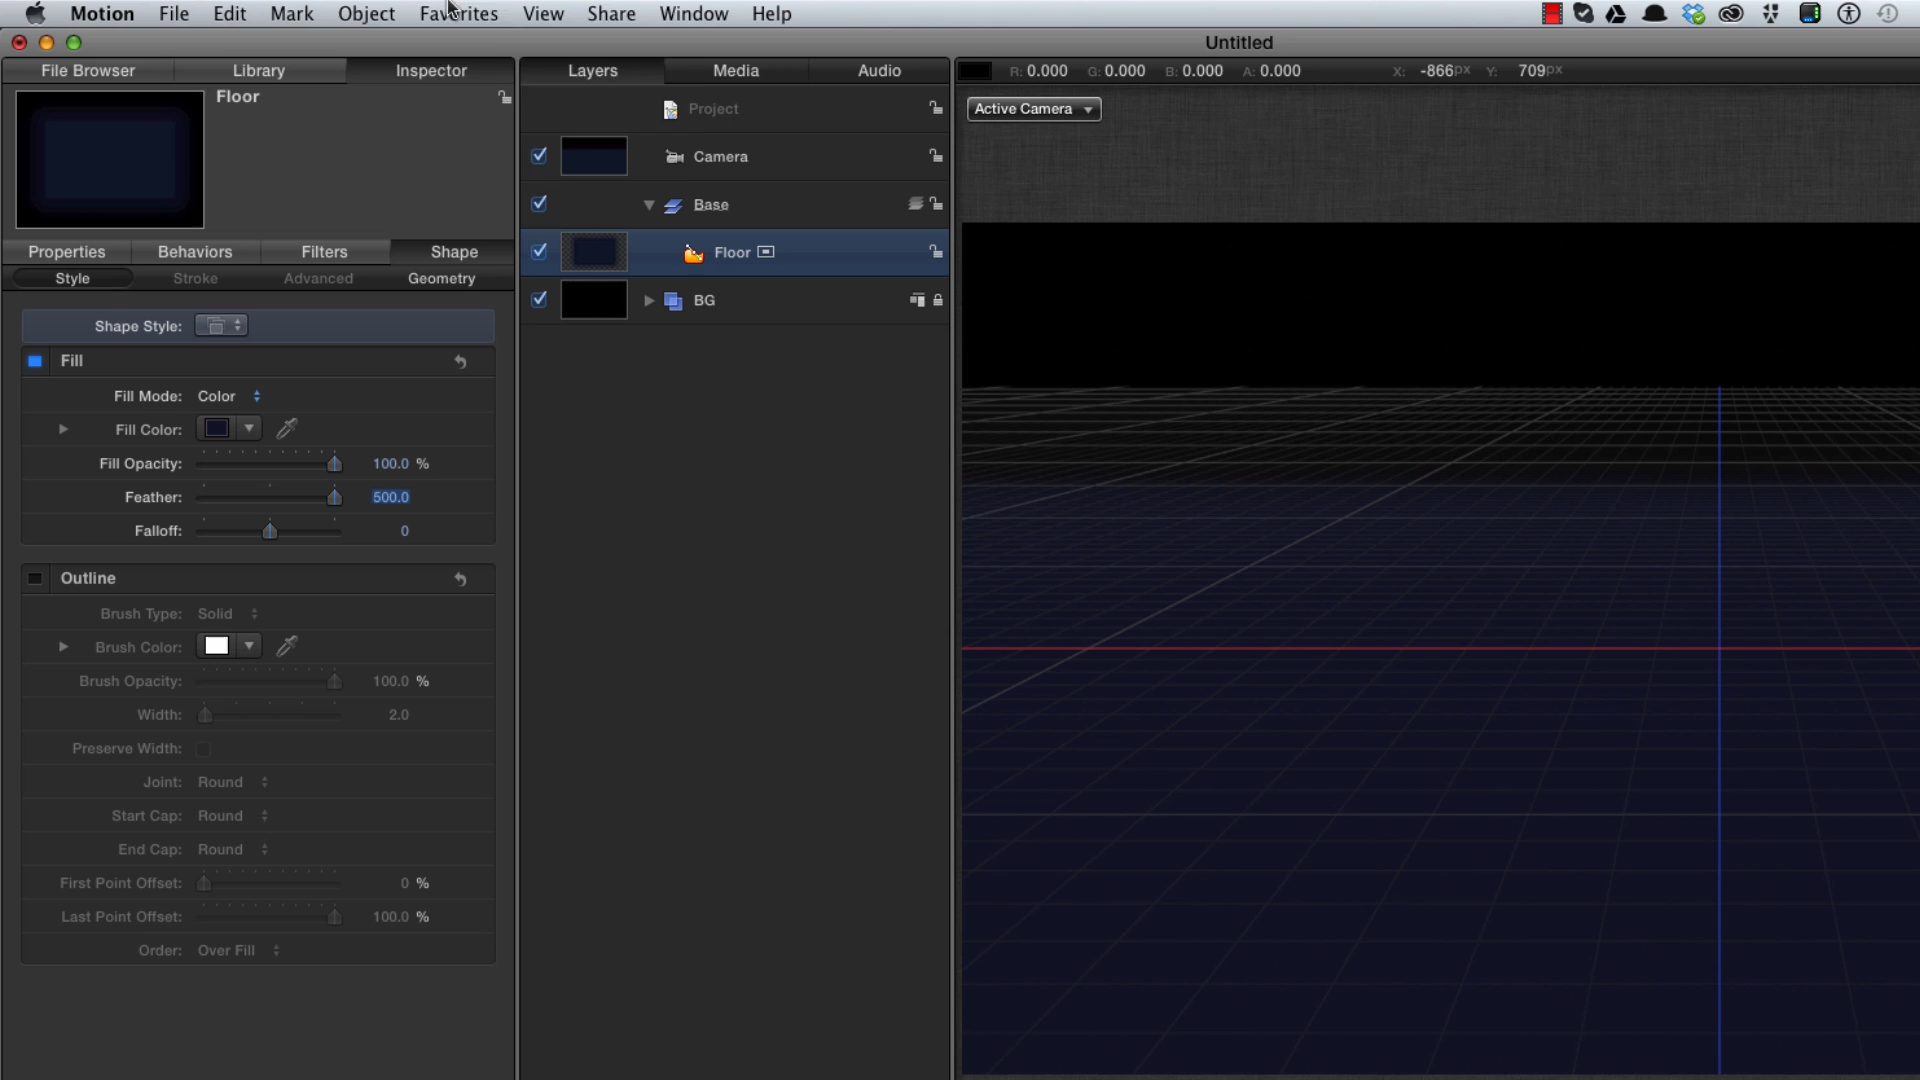 Motion File Edit Mark Object Favorites View Share Window Help
Untitled
File Browser Library Inspector
Floor
Properties Behaviors Filters Shape
Style Stroke Advanced Geometry
Shape Style:
Fill
Fill Mode: Color
Fill Color:
Fill Opacity: 100.0 %
Feather: 500.0
Falloff: 0
Outline
Brush Type: Solid
Brush Color:
Brush Opacity: 100.0 %
Width: 2.0
Preserve Width:
Joint: Round
Start Cap: Round
End Cap: Round
First Point Offset: 0 %
Last Point Offset: 100.0 %
Order: Over Fill
Layers Media Audio
Project
Camera
Base
Floor
BG
R: 0.000 G: 0.000 B: 0.000 A: 0.000 X: -866px Y: 709px
Active Camera